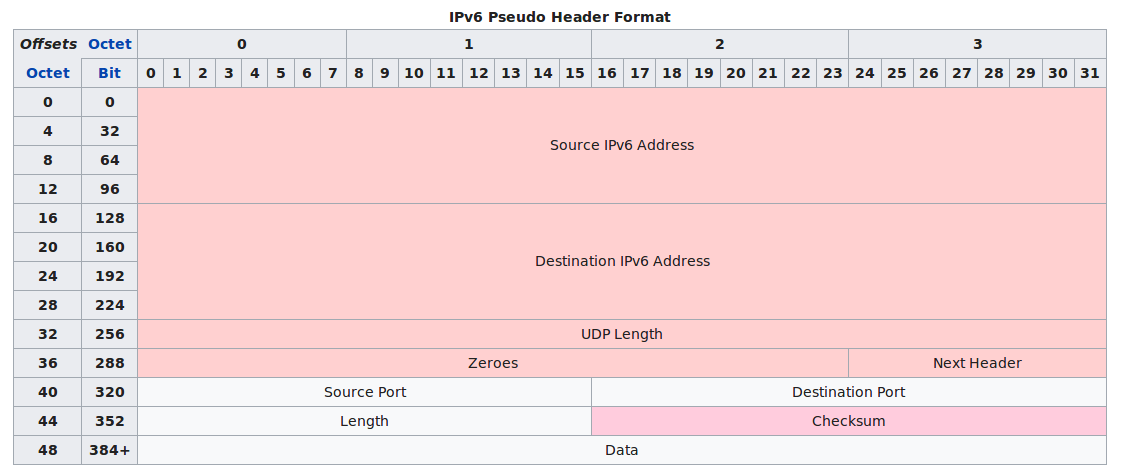 IPv6 Pseudo Header Format
Offsets Octet 0 1 2 3
Octet Bit 0 1 2 3 4 5 6 7 8 9 10 11 12 13 14 15 16 17 18 19 20 21 22 23 24 25 26 27 28 29 30 31
0 0
4 32
Source IPv6 Address
8 64
12 96
16 128
20 160
Destination IPv6 Address
24 192
28 224
32 256 UDP Length
36 288 Zeroes Next Header
40 320 Source Port Destination Port
44 352 Length Checksum
48 384+ Data